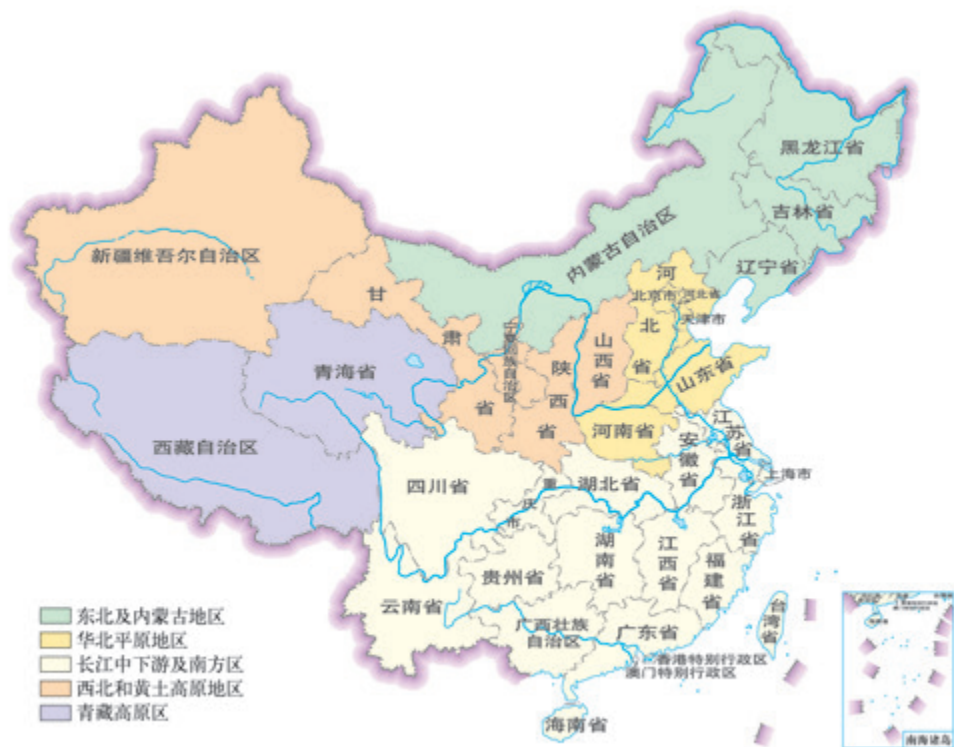 黑龙江省
吉林省
辽宁省
内蒙古自治区
新疆维吾尔自治区
甘肃省
宁夏回族自治区
陕西省
山西省
河北省
北京市
河北省
天津市
山东省
青海省
西藏自治区
河南省
江苏省
安徽省
上海市
四川省
重庆市
湖北省
浙江省
湖南省
江西省
福建省
贵州省
云南省
广西壮族
自治区
广东省
台湾省
香港特别行政区
澳门特别行政区
海南省
东北及内蒙古地区
华北平原地区
长江中下游及南方区
西北和黄土高原地区
青藏高原区
南海诸岛